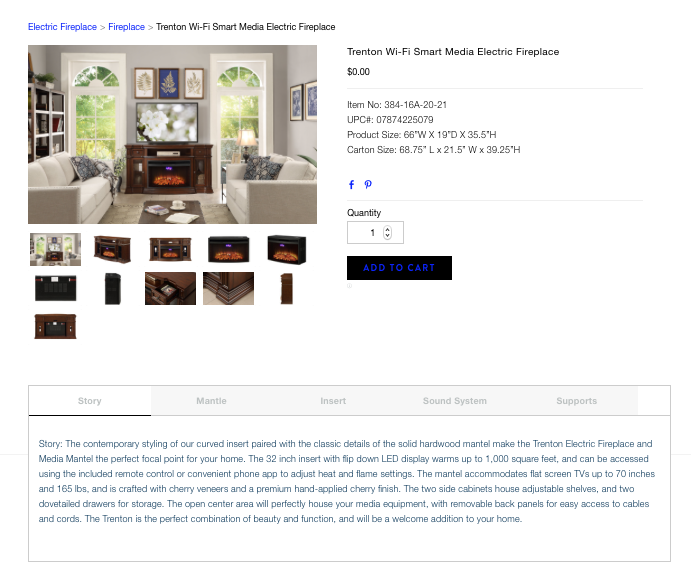 Electric Fireplace > Fireplace > Trenton Wi-Fi Smart Media Electric Fireplace
Trenton Wi-Fi Smart Media Electric Fireplace
$0.00
Item No: 384-16A-20-21
UPC#: 07874225079
Product Size: 66"W X 19"D X 35.5"H
Carton Size: 68.75" L x 21.5" W x 39.25"H
Quantity
1
ADD TO CART
Story Mantle Insert Sound System Supports
Story: The contemporary styling of our curved insert paired with the classic details of the solid hardwood mantel make the Trenton Electric Fireplace and
Media Mantel the perfect focal point for your home. The 32 inch insert with flip down LED display warms up to 1,000 square feet, and can be accessed
using the included remote control or convenient phone app to adjust heat and flame settings. The mantel accommodates flat screen TVs up to 70 inches
and 165 lbs, and is crafted with cherry veneers and a premium hand-applied cherry finish. The two side cabinets house adjustable shelves, and two
dovetailed drawers for storage. The open center area will perfectly house your media equipment, with removable back panels for easy access to cables
and cords. The Trenton is the perfect combination of beauty and function, and will be a welcome addition to your home.